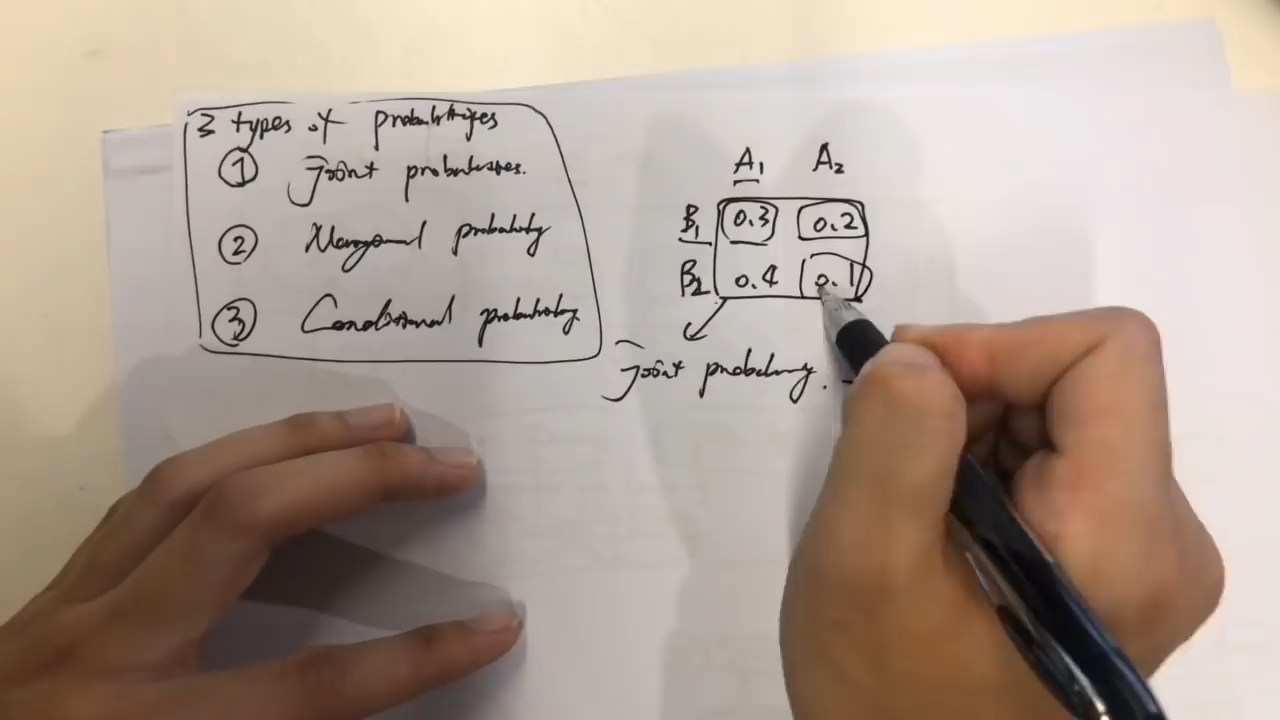 3 types of probabilities
① Joint probabilities.
② Marginal probability
③ Conditional probability
A₁ A₂
B₁ 0.3 0.2
B₂ 0.4 0.1
Joint probability.